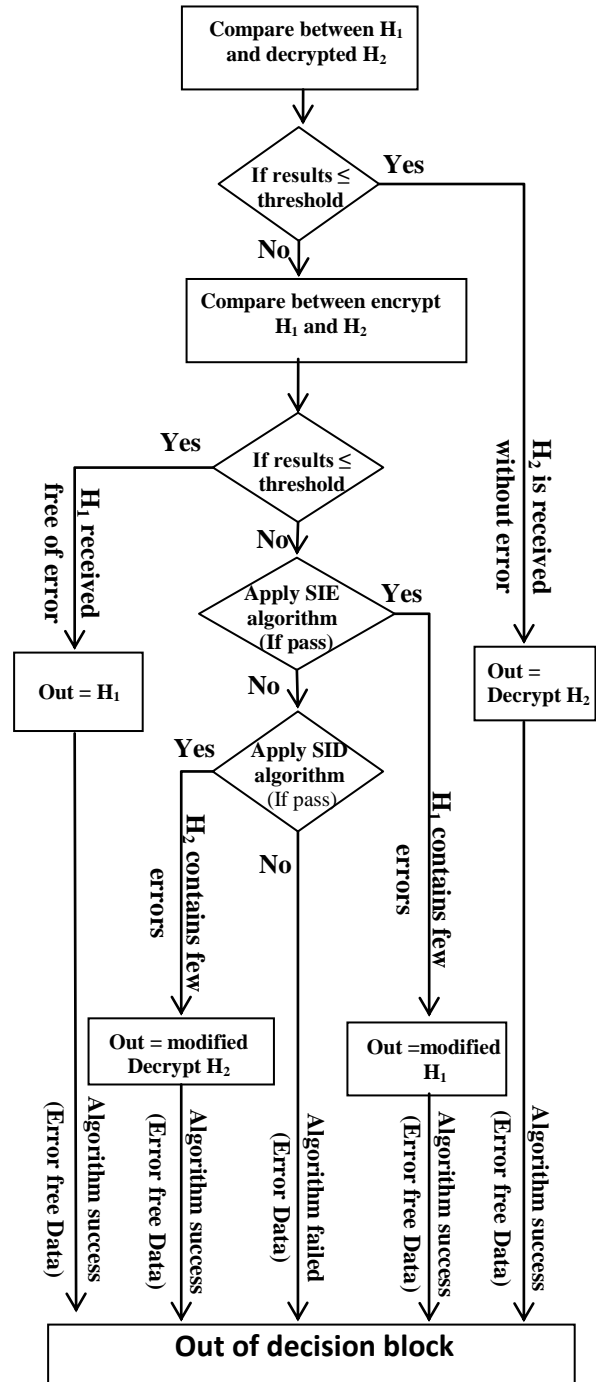 Compare between H₁
and decrypted H₂
If results ≤
threshold
Yes
No
Compare between encrypt
H₁ and H₂
If results ≤
threshold
Yes
No
H₁ received
free of error
H₂ is received
without error
Apply SIE
algorithm
(If pass)
Yes
No
Out = H₁
Out =
Decrypt H₂
Apply SID
algorithm
(If pass)
Yes
No
H₂ contains few
errors
H₁ contains few
errors
Out = modified
Decrypt H₂
Out =modified
H₁
Algorithm success
(Error free Data)
Algorithm success
(Error free Data)
Algorithm failed
(Error Data)
Algorithm success
(Error free Data)
Algorithm success
(Error free Data)
Out of decision block